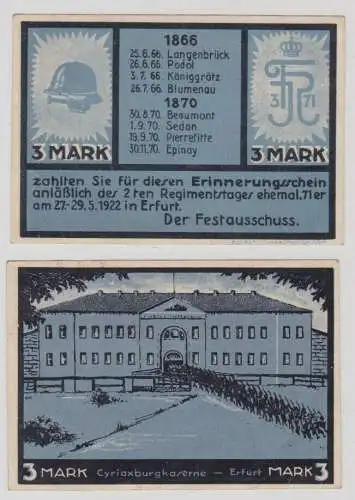 1866
25.6.66. Langenbrück
26.6.66. Podol
3.7.66. Königgrätz
26.7.66. Blumenau
1870
30.8.70. Beaumont
1.9.70. Sedan
19.9.70. Pierrefitte
30.11.70. Epinay
3 MARK
3 71
3 MARK
zahlten Sie für diesen Erinnerungsschein
anläßlich des 2ten Regimentstages ehemal. 71er
am 27.-29.5.1922 in Erfurt.
Der Festausschuss.
3 MARK Cyriaxburgkaserne — Erfurt MARK 3